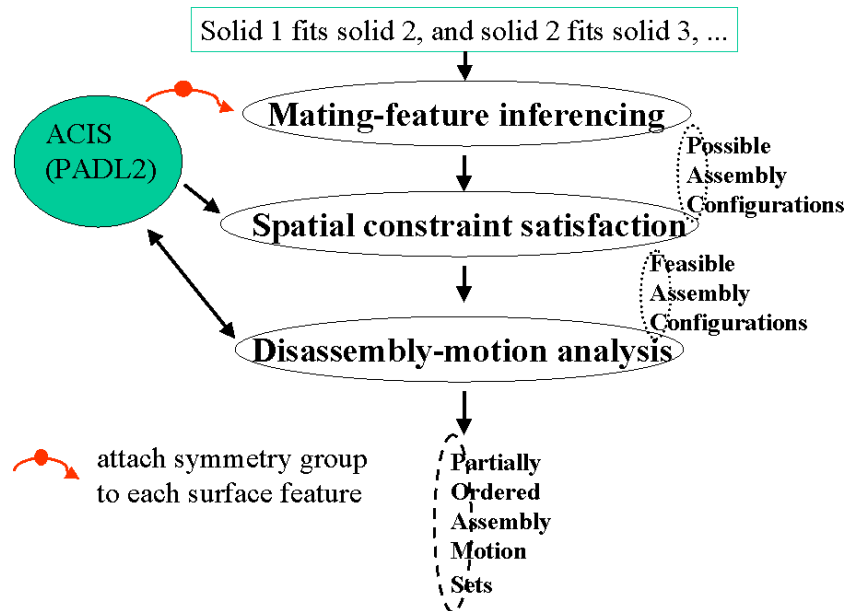 Solid 1 fits solid 2, and solid 2 fits solid 3, ...
Mating-feature inferencing
ACIS
(PADL2)
Possible
Assembly
Configurations
Spatial constraint satisfaction
Feasible
Assembly
Configurations
Disassembly-motion analysis
attach symmetry group
to each surface feature
Partially
Ordered
Assembly
Motion
Sets